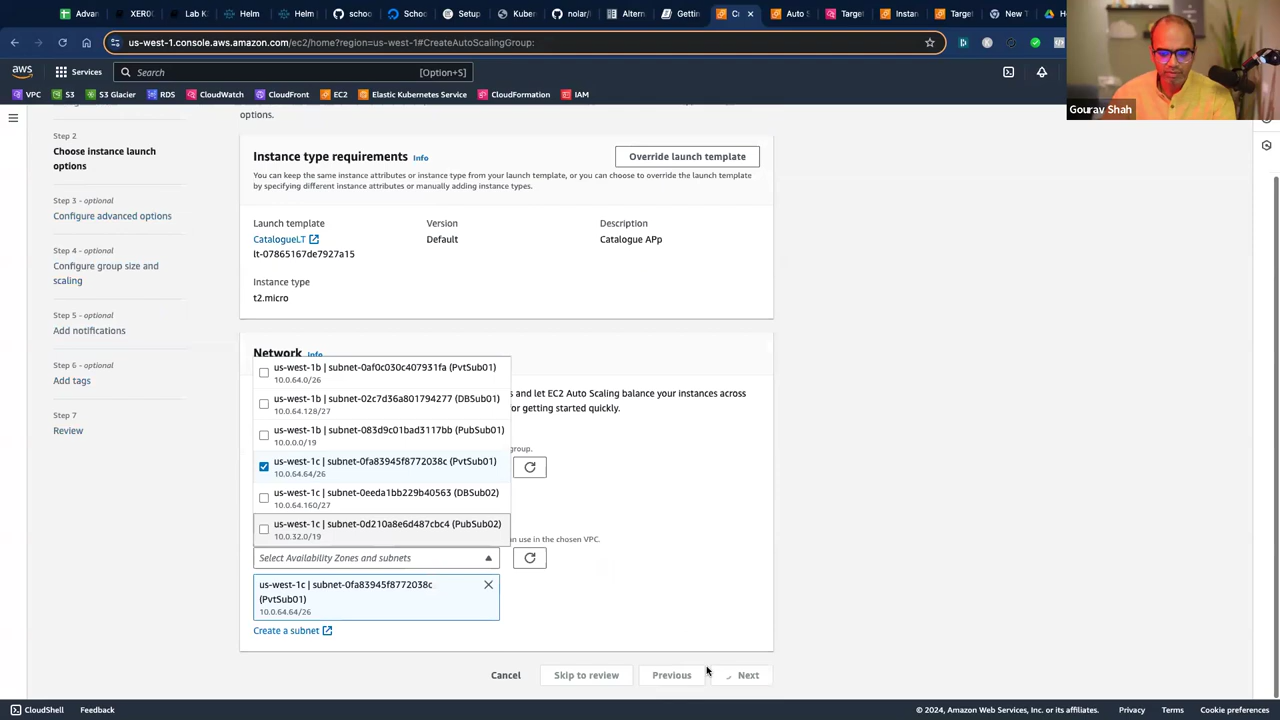 Advan
XERO
Lab K
Helm
Helm
schoo
Schoo
Setup
Kuber
nolar/
Altern
Gettin
Cr
Auto S
Target
Instan
Target
New T
Ho
us-west-1.console.aws.amazon.com/ec2/home?region=us-west-1#CreateAutoScalingGroup:
aws
Services
Search
[Option+S]
VPC
S3
S3 Glacier
RDS
CloudWatch
CloudFront
EC2
Elastic Kubernetes Service
CloudFormation
IAM
Gourav Shah
options.
Step 2
Choose instance launch
options
Step 3 - optional
Configure advanced options
Step 4 - optional
Configure group size and
scaling
Step 5 - optional
Add notifications
Step 6 - optional
Add tags
Step 7
Review
Instance type requirements Info
Override launch template
You can keep the same instance attributes or instance type from your launch template, or you can choose to override the launch template
by specifying different instance attributes or manually adding instance types.
Launch template
CatalogueLT
lt-07865167de7927a15
Version
Default
Description
Catalogue APp
Instance type
t2.micro
Network Info
us-west-1b | subnet-0af0c030c407931fa (PvtSub01)
10.0.64.0/26
us-west-1b | subnet-02c7d36a801794277 (DBSub01)
10.0.64.128/27
us-west-1b | subnet-083d9c01bad3117bb (PubSub01)
10.0.0.0/19
us-west-1c | subnet-0fa83945f8772038c (PvtSub01)
10.0.64.64/26
us-west-1c | subnet-0eeda1bb229b40563 (DBSub02)
10.0.64.160/27
us-west-1c | subnet-0d210a8e6d487cbc4 (PubSub02)
10.0.32.0/19
s and let EC2 Auto Scaling balance your instances across
or getting started quickly.
group.
n use in the chosen VPC.
Select Availability Zones and subnets
us-west-1c | subnet-0fa83945f8772038c
(PvtSub01)
10.0.64.64/26
Create a subnet
Cancel
Skip to review
Previous
Next
CloudShell
Feedback
© 2024, Amazon Web Services, Inc. or its affiliates.
Privacy
Terms
Cookie preferences